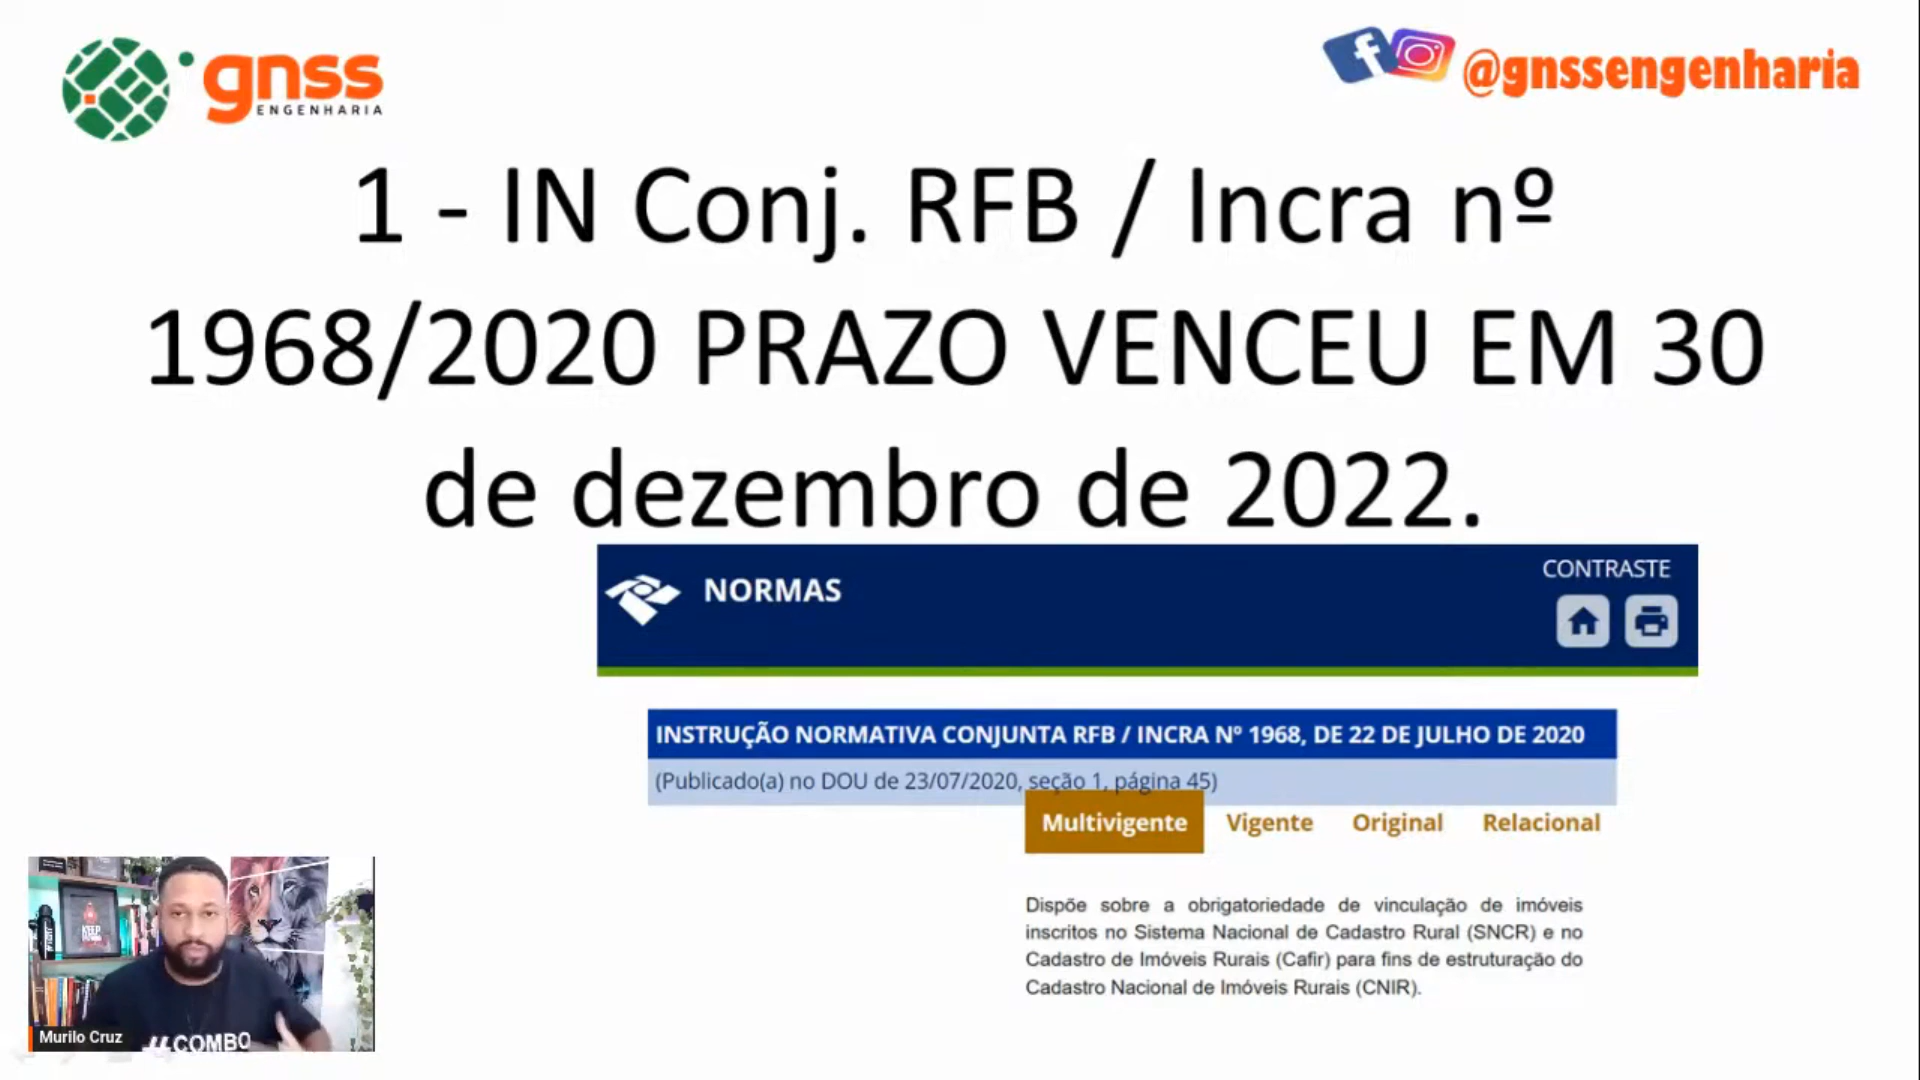 gnss
ENGENHARIA
@gnssengenharia
1 - IN Conj. RFB / Incra nº
1968/2020 PRAZO VENCEU EM 30
de dezembro de 2022.
NORMAS
CONTRASTE
INSTRUÇÃO NORMATIVA CONJUNTA RFB / INCRA Nº 1968, DE 22 DE JULHO DE 2020
(Publicado(a) no DOU de 23/07/2020, seção 1, página 45)
Multivigente Vigente Original Relacional
Dispõe sobre a obrigatoriedade de vinculação de imóveis
inscritos no Sistema Nacional de Cadastro Rural (SNCR) e no
Cadastro de Imóveis Rurais (Cafir) para fins de estruturação do
Cadastro Nacional de Imóveis Rurais (CNIR).
KEEP
Murilo Cruz
#COMBO